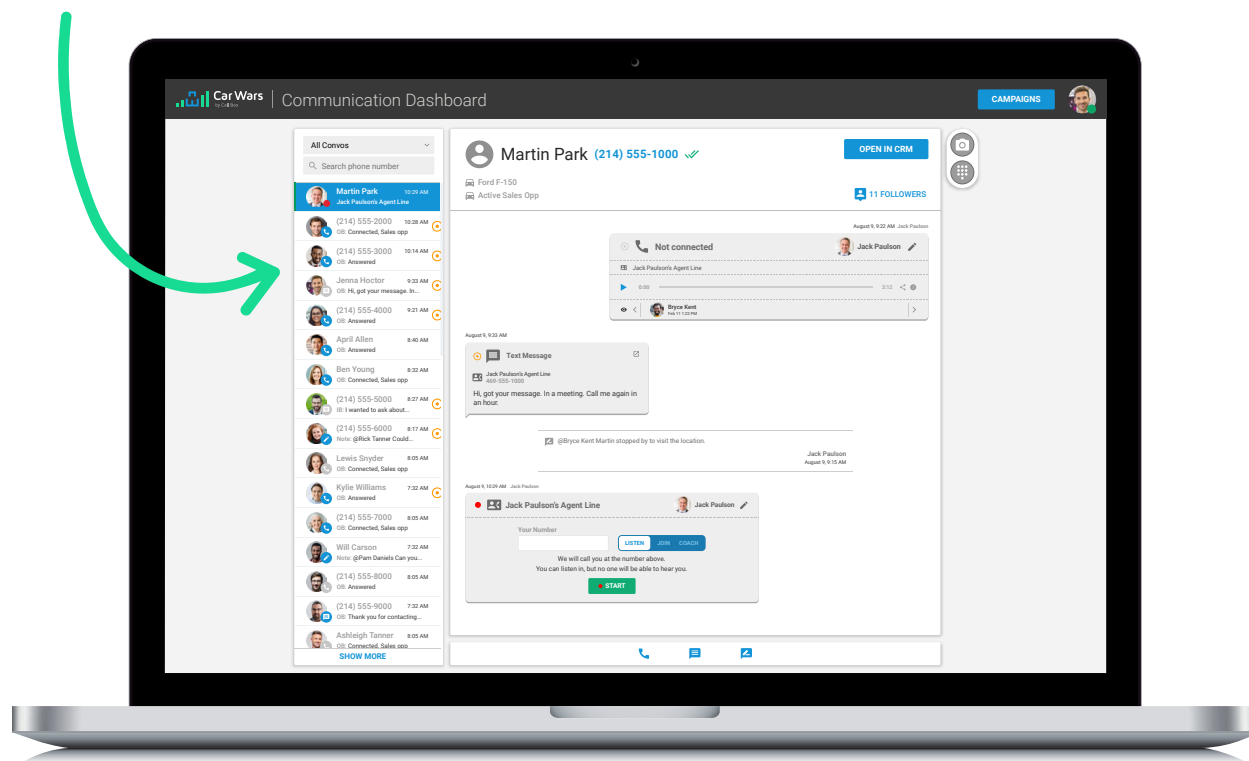 Car Wars
by Call Box
Communication Dashboard
CAMPAIGNS
All Convos
Search phone number
Martin Park 10:29 AM
Jack Paulson's Agent Line
(214) 555-2000 10:28 AM
OB: Connected, Sales opp
(214) 555-3000 10:14 AM
OB: Answered
Jenna Hoctor 9:33 AM
OB: Hi, got your message. In...
(214) 555-4000 9:21 AM
OB: Answered
April Allen 8:40 AM
OB: Answered
Ben Young 8:32 AM
OB: Connected, Sales opp
(214) 555-5000 8:27 AM
IB: I wanted to ask about...
(214) 555-6000 8:17 AM
Note: @Rick Tanner Could...
Lewis Snyder 8:05 AM
OB: Connected, Sales opp
Kylie Williams 7:32 AM
OB: Answered
(214) 555-7000 8:05 AM
OB: Connected, Sales opp
Will Carson 7:32 AM
Note: @Pam Daniels Can you...
(214) 555-8000 8:05 AM
OB: Answered
(214) 555-9000 7:32 AM
OB: Thank you for contacting...
Ashleigh Tanner 8:05 AM
OB: Connected, Sales opp
SHOW MORE
Martin Park (214) 555-1000
OPEN IN CRM
Ford F-150
Active Sales Opp
11 FOLLOWERS
August 9, 9:22 AM Jack Paulson
Not connected
Jack Paulson
Jack Paulson's Agent Line
0:00 3:12
Bryce Kent
Feb 11 1:22 PM
August 9, 9:33 AM
Text Message
Jack Paulson's Agent Line
469-555-1000
Hi, got your message. In a meeting. Call me again in
an hour.
@Bryce Kent Martin stopped by to visit the location.
Jack Paulson
August 9, 9:15 AM
August 9, 10:29 AM Jack Paulson
Jack Paulson's Agent Line
Jack Paulson
Your Number
LISTEN JOIN COACH
We will call you at the number above.
You can listen in, but no one will be able to hear you.
START